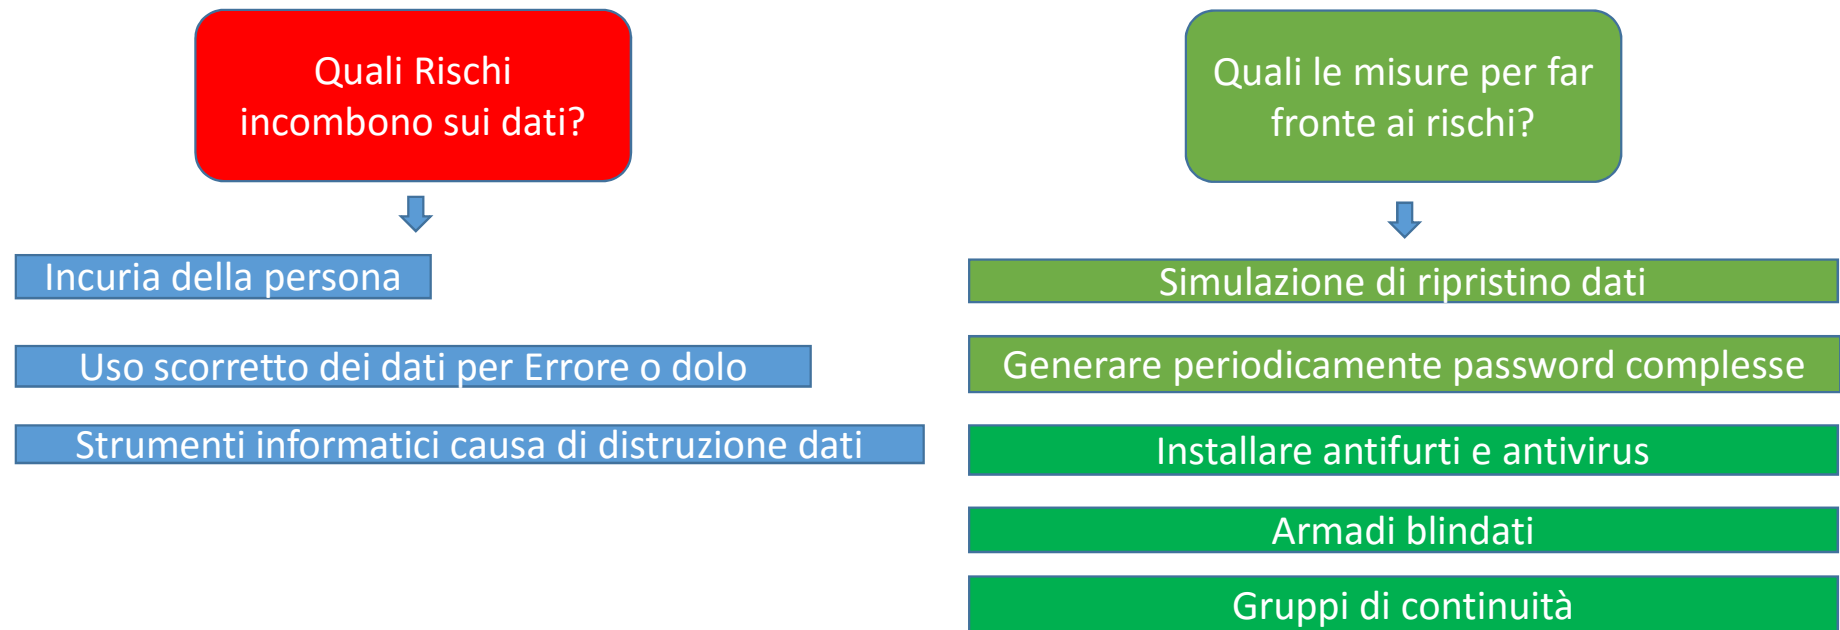 Quali Rischi
incombono sui dati?
Incuria della persona
Uso scorretto dei dati per Errore o dolo
Strumenti informatici causa di distruzione dati
Quali le misure per far
fronte ai rischi?
Simulazione di ripristino dati
Generare periodicamente password complesse
Installare antifurti e antivirus
Armadi blindati
Gruppi di continuità